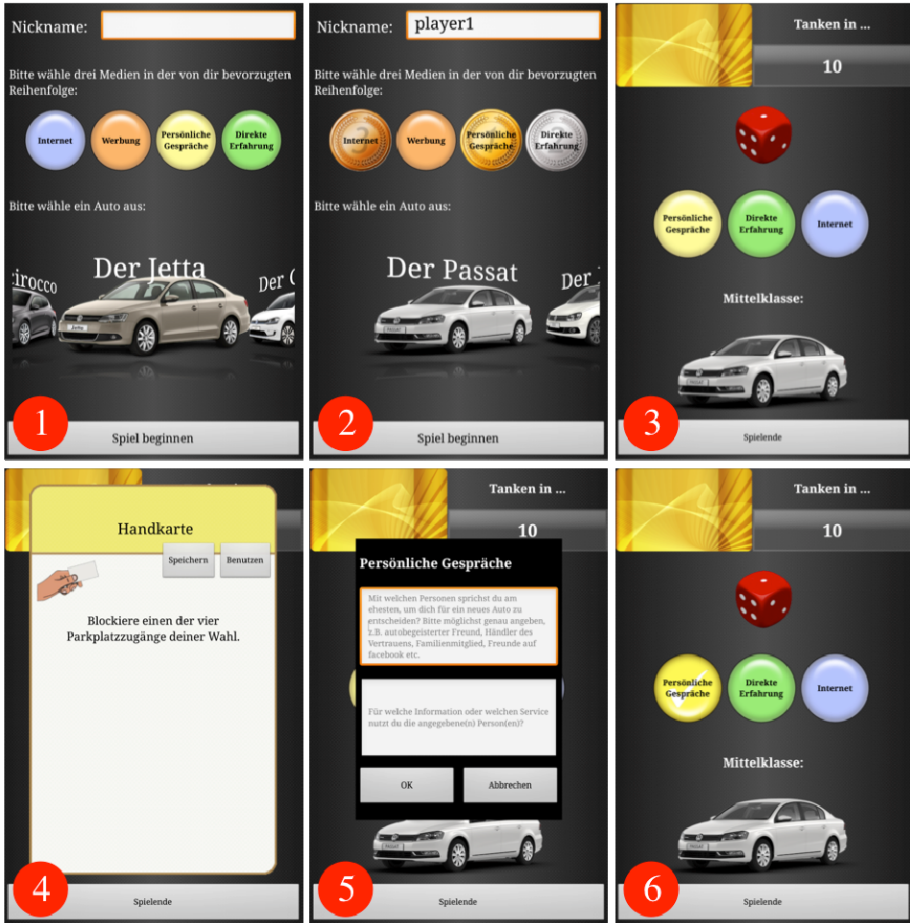 Nickname:
Bitte wähle drei Medien in der von dir bevorzugten
Reihenfolge:
Internet
Werbung
Persönliche
Gespräche
Direkte
Erfahrung
Bitte wähle ein Auto aus:
Der Jetta
Der
Jetta
1
Spiel beginnen
Nickname: player1
Bitte wähle drei Medien in der von dir bevorzugten
Reihenfolge:
Internet
3
Werbung
Persönliche
Gespräche
Direkte
Erfahrung
Bitte wähle ein Auto aus:
Der Passat
Der
2
Spiel beginnen
Tanken in ...
10
Persönliche
Gespräche
Direkte
Erfahrung
Internet
Mittelklasse:
3
Spielende
Handkarte
Speichern
Benutzen
Blockiere einen der vier
Parkplatzzugänge deiner Wahl.
4
Spielende
Tanken in ...
10
Persönliche Gespräche
Mit welchen Personen sprichst du am
ehesten, um dich für ein neues Auto zu
entscheiden? Bitte möglichst genau angeben,
z.B. autobegeisterter Freund, Händler des
Vertrauens, Familienmitglied, Freunde auf
facebook etc.
Für welche Information oder welchen Service
nutzt du die angegebene(n) Person(en)?
OK
Abbrechen
5
Spielende
Tanken in ...
10
Persönliche
Gespräche
Direkte
Erfahrung
Internet
Mittelklasse:
6
Spielende